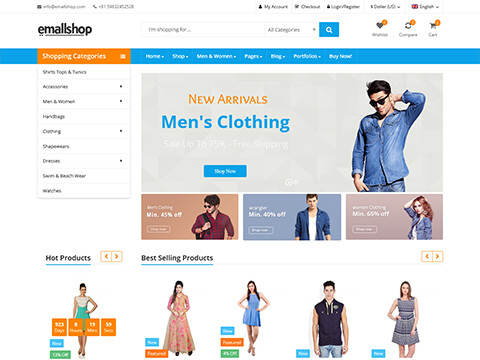 info@emallshop.com +91.59832452528
My Account Checkout Login/Register $ Dollar (US) English
emallshop
I'm shopping for... All Categories
Wishlist Compare Cart
Shopping Categories
Home Shop Men & Women Pages Blog Portfolios Buy Now!
Shirts Tops & Tunics
Accessories
Men & Women
Handbags
Clothing
Shapewears
Dresses
Swim & Beach Wear
Watches
New Arrivals
Men's Clothing
Sale Up To 75% - Free Shipping
Shop Now
Men's Clothing
Min. 45% off
Shop now
wrangler
Min. 40% off
Shop now
women Clothing
Min. 65% off
Shop now
Hot Products
Best Selling Products
923 8 19 59
Days Hours Mins Secs
New
13% Off
New
Featured
New
Featured
4% Off
New
New